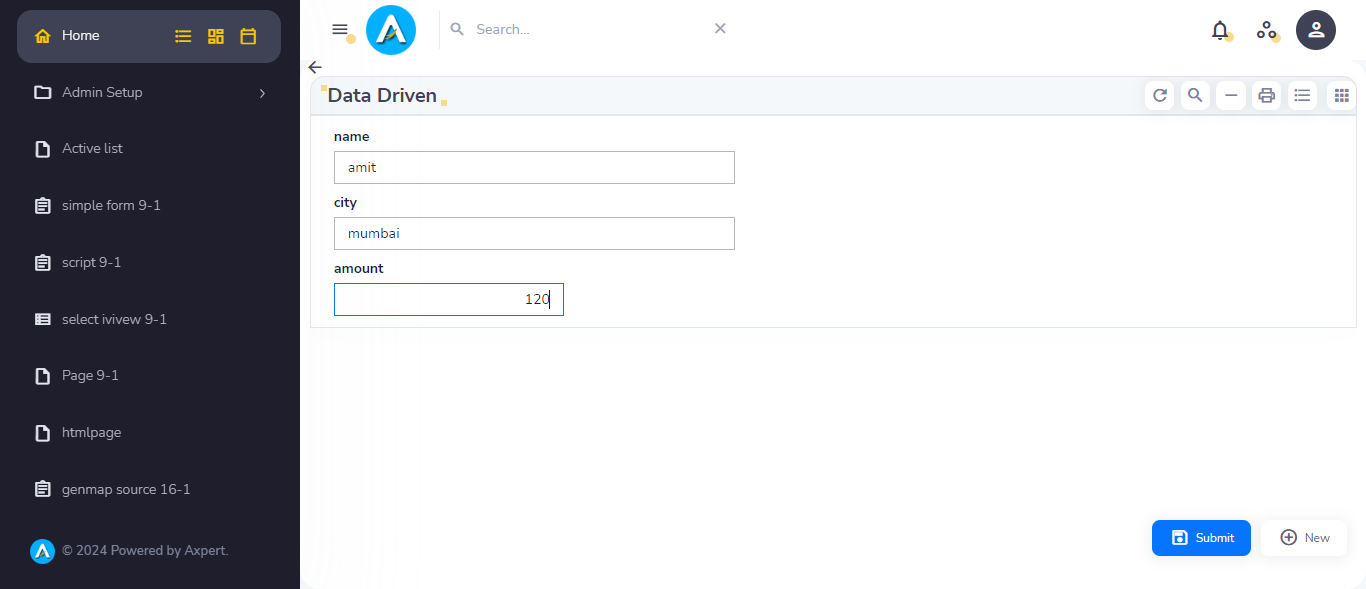 Home
Admin Setup
Active list
simple form 9-1
script 9-1
select ivivew 9-1
Page 9-1
htmlpage
genmap source 16-1
© 2024 Powered by Axpert.
Search...
Data Driven
name
amit
city
mumbai
amount
120
Submit
New